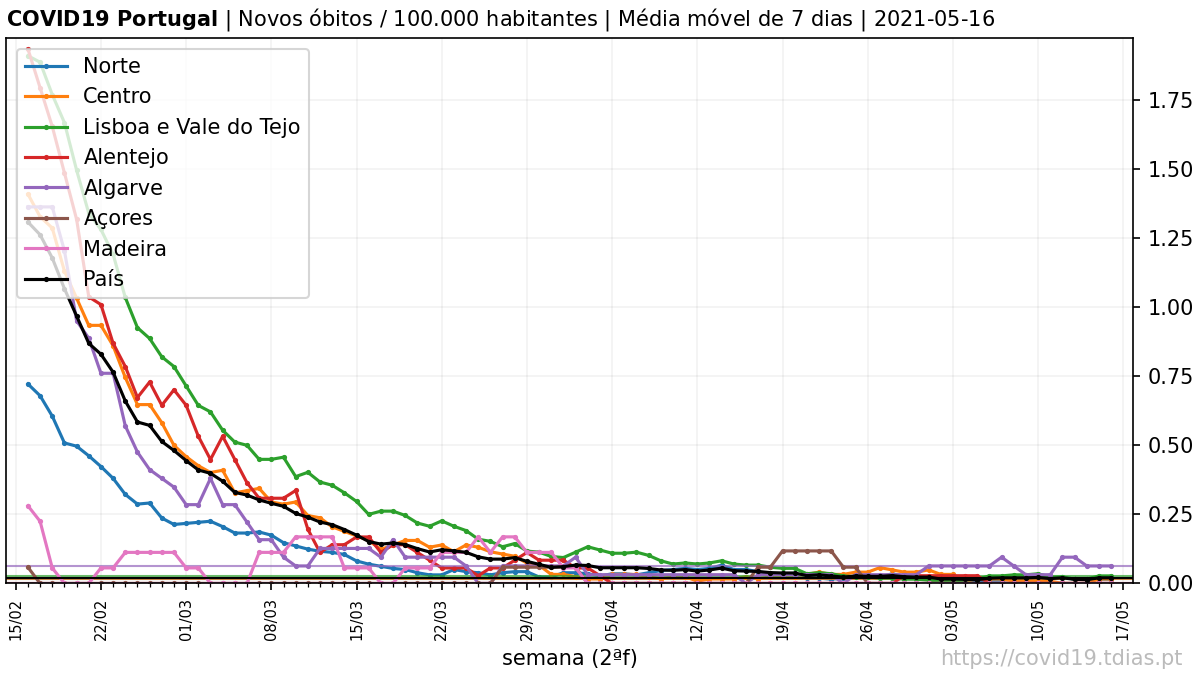 COVID19 Portugal | Novos óbitos / 100.000 habitantes | Média móvel de 7 dias | 2021-05-16
Norte
Centro
Lisboa e Vale do Tejo
Alentejo
Algarve
Açores
Madeira
País
1.75
1.50
1.25
1.00
0.75
0.50
0.25
0.00
15/02
22/02
01/03
08/03
15/03
22/03
29/03
05/04
12/04
19/04
26/04
03/05
10/05
17/05
semana (2ªf)
https://covid19.tdias.pt